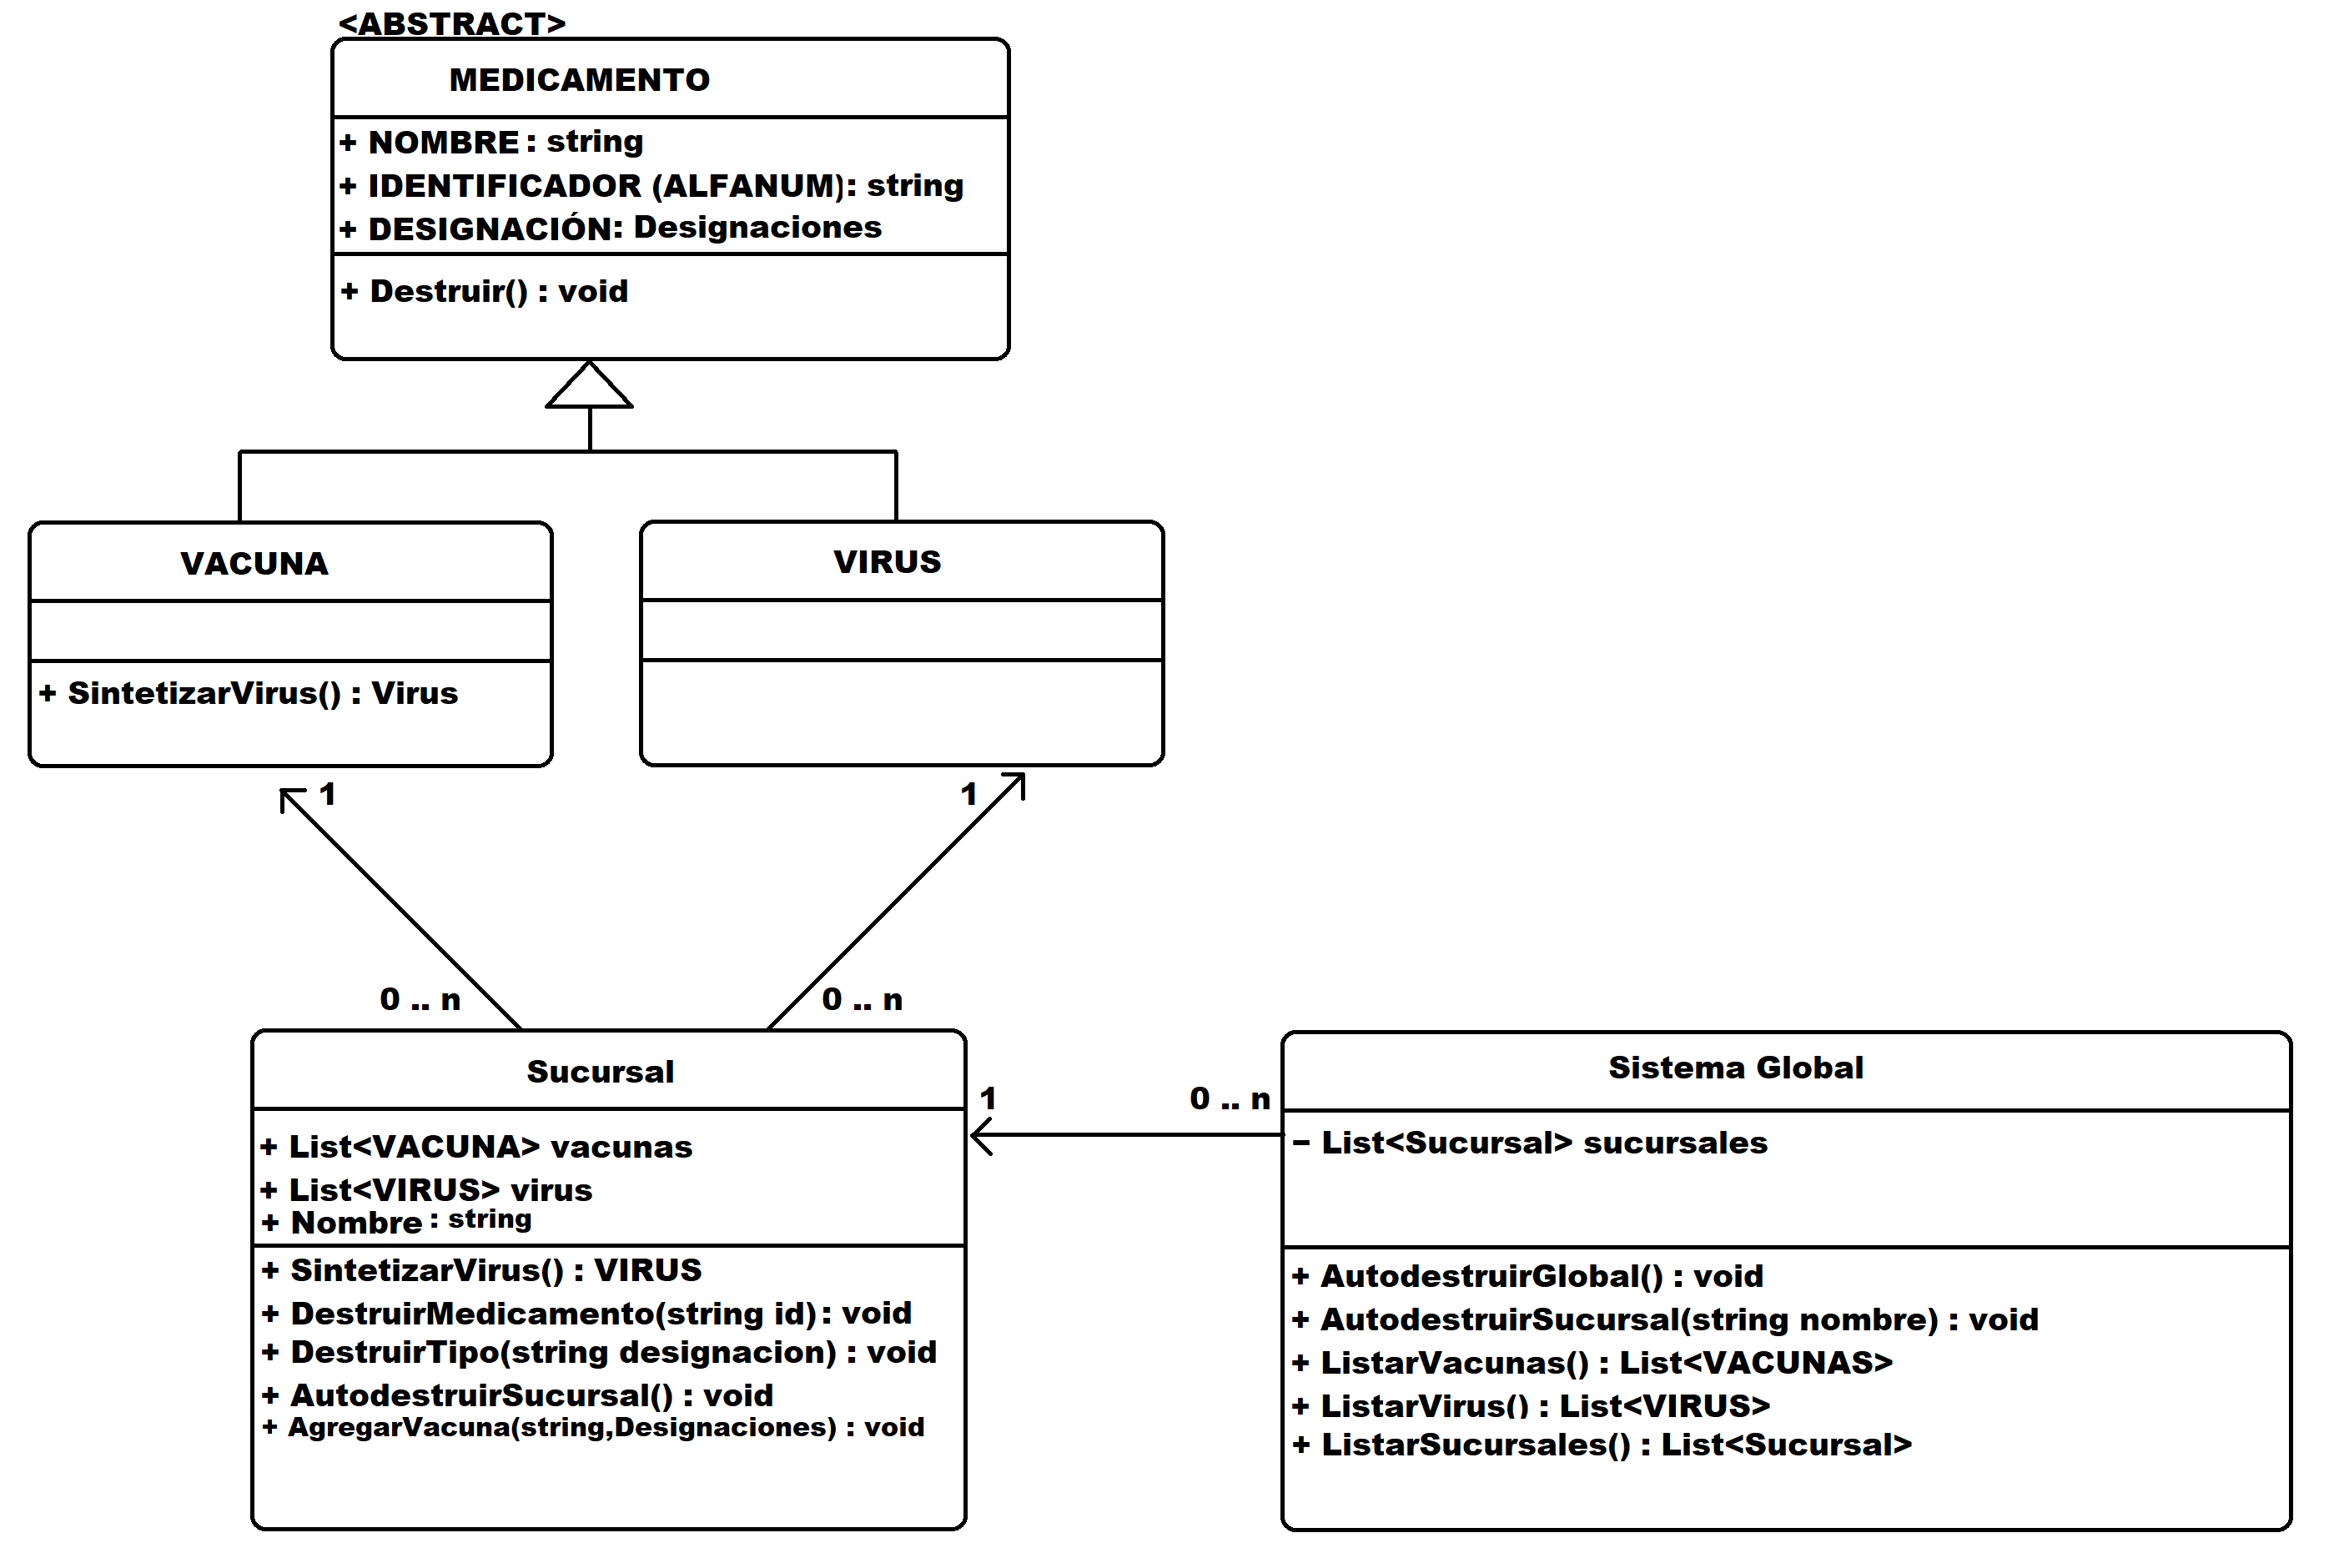 <ABSTRACT>
MEDICAMENTO
+ NOMBRE : string
+ IDENTIFICADOR (ALFANUM): string
+ DESIGNACIÓN: Designaciones
+ Destruir() : void
VACUNA
+ SintetizarVirus() : Virus
VIRUS
1
1
0 .. n
0 .. n
Sucursal
+ List<VACUNA> vacunas
+ List<VIRUS> virus
+ Nombre : string
+ SintetizarVirus() : VIRUS
+ DestruirMedicamento(string id) : void
+ DestruirTipo(string designacion) : void
+ AutodestruirSucursal() : void
+ AgregarVacuna(string,Designaciones) : void
1
0 .. n
Sistema Global
− List<Sucursal> sucursales
+ AutodestruirGlobal() : void
+ AutodestruirSucursal(string nombre) : void
+ ListarVacunas() : List<VACUNAS>
+ ListarVirus() : List<VIRUS>
+ ListarSucursales() : List<Sucursal>